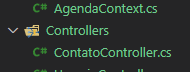 C# AgendaContext.cs
Controllers
C# ContatoController.cs